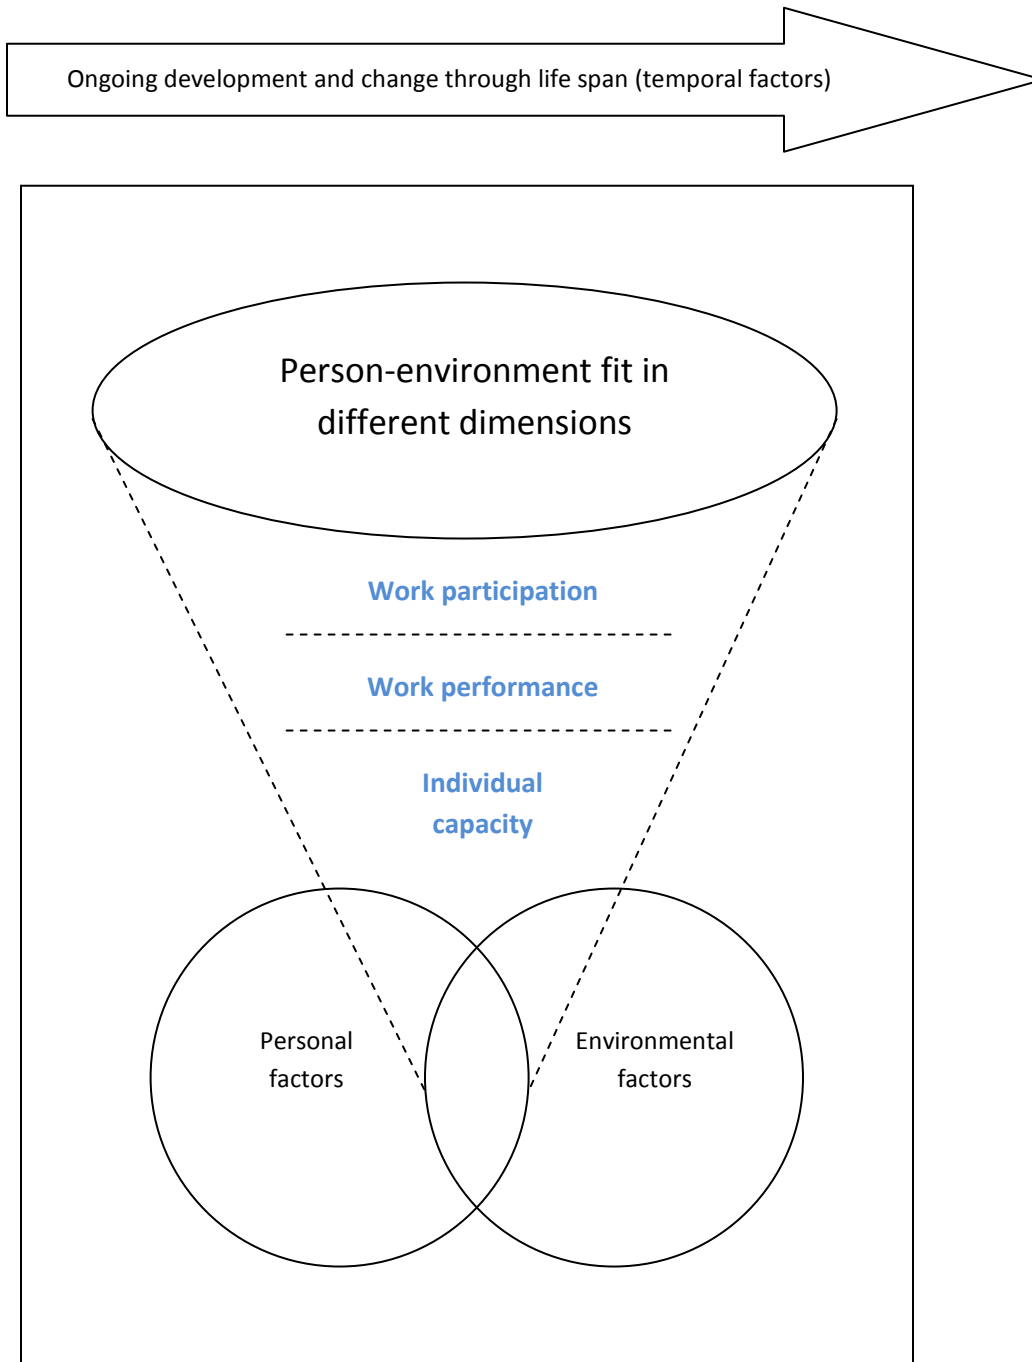 Ongoing development and change through life span (temporal factors)
Person-environment fit in
different dimensions
Work participation
Work performance
Individual
capacity
Personal
factors
Environmental
factors